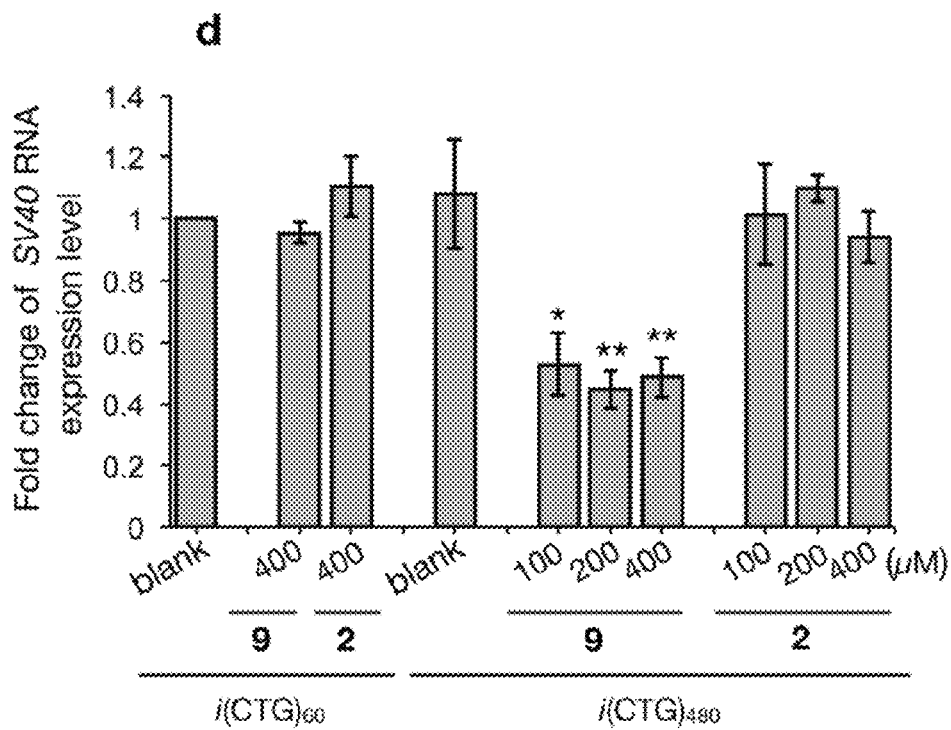 d
Fold change of SV40 RNA
expression level
1.4
1.2
1
0.8
0.6
0.4
0.2
0
* ** **
blank 400 400 blank 100 200 400 100 200 400 (μM)
9 2 9 2
i(CTG)60 i(CTG)480